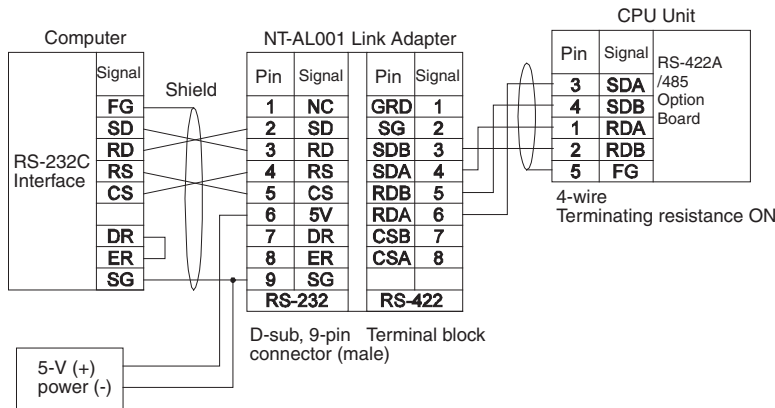 Computer
Signal
FG
SD
RD
RS
CS
DR
ER
SG
RS-232C
Interface
Shield
NT-AL001 Link Adapter
Pin Signal Pin Signal
1 NC GRD 1
2 SD SG 2
3 RD SDB 3
4 RS SDA 4
5 CS RDB 5
6 5V RDA 6
7 DR CSB 7
8 ER CSA 8
9 SG
RS-232 RS-422
D-sub, 9-pin
connector (male)
Terminal block
CPU Unit
Pin Signal
3 SDA
4 SDB
1 RDA
2 RDB
5 FG
RS-422A
/485
Option
Board
4-wire
Terminating resistance ON
5-V (+)
power (-)